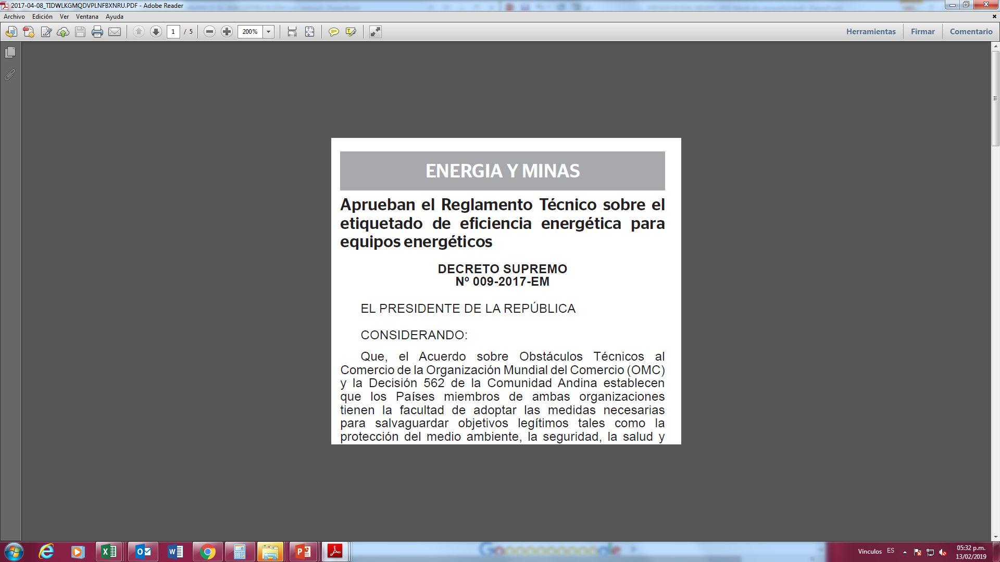 2017-04-08_TIDWLKGMQDVPLNFBXNRU.PDF - Adobe Reader
Archivo Edición Ver Ventana Ayuda
1 / 5 200% Herramientas Firmar Comentario
ENERGIA Y MINAS
Aprueban el Reglamento Técnico sobre el
etiquetado de eficiencia energética para
equipos energéticos
DECRETO SUPREMO
Nº 009-2017-EM
EL PRESIDENTE DE LA REPÚBLICA
CONSIDERANDO:
Que, el Acuerdo sobre Obstáculos Técnicos al
Comercio de la Organización Mundial del Comercio (OMC)
y la Decisión 562 de la Comunidad Andina establecen
que los Países miembros de ambas organizaciones
tienen la facultad de adoptar las medidas necesarias
para salvaguardar objetivos legítimos tales como la
protección del medio ambiente, la seguridad, la salud y
Vínculos ES 05:32 p.m.
13/02/2019